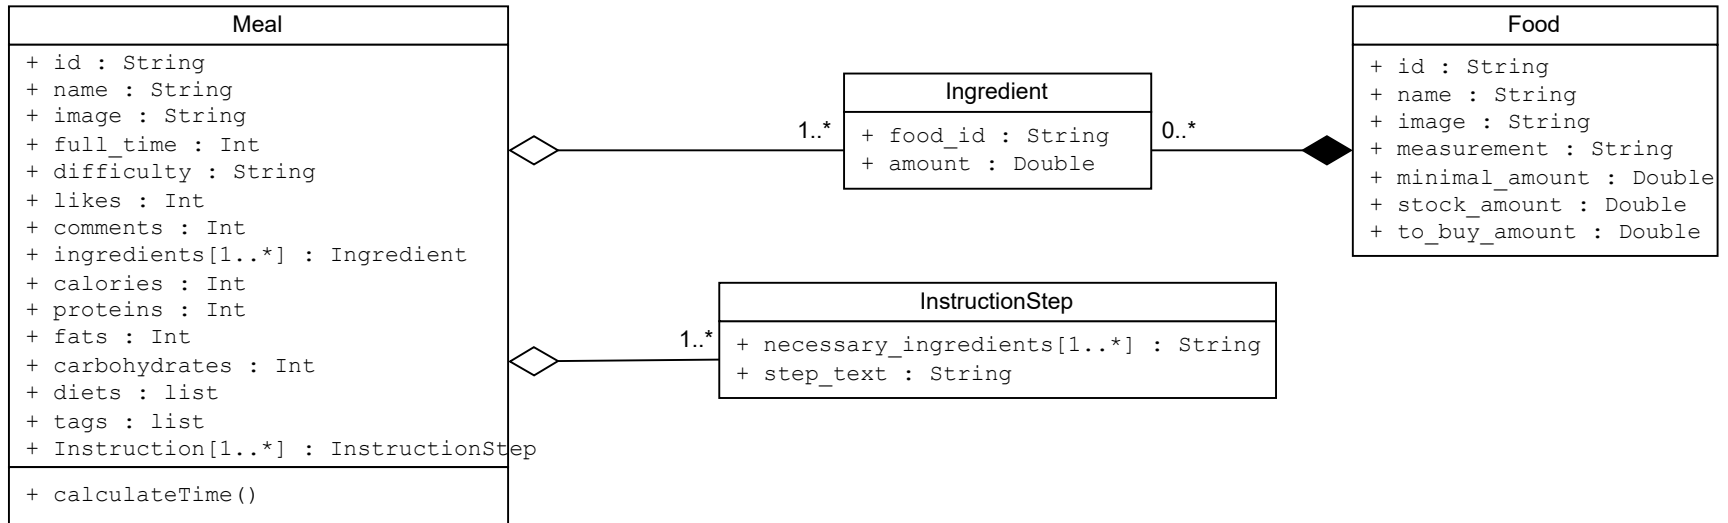 Meal
+ id : String
+ name : String
+ image : String
+ full_time : Int
+ difficulty : String
+ likes : Int
+ comments : Int
+ ingredients[1..*] : Ingredient
+ calories : Int
+ proteins : Int
+ fats : Int
+ carbohydrates : Int
+ diets : list
+ tags : list
+ Instruction[1..*] : InstructionStep
+ calculateTime()
1..*
Ingredient
+ food_id : String
+ amount : Double
0..*
1..*
InstructionStep
+ necessary_ingredients[1..*] : String
+ step_text : String
Food
+ id : String
+ name : String
+ image : String
+ measurement : String
+ minimal_amount : Double
+ stock_amount : Double
+ to_buy_amount : Double